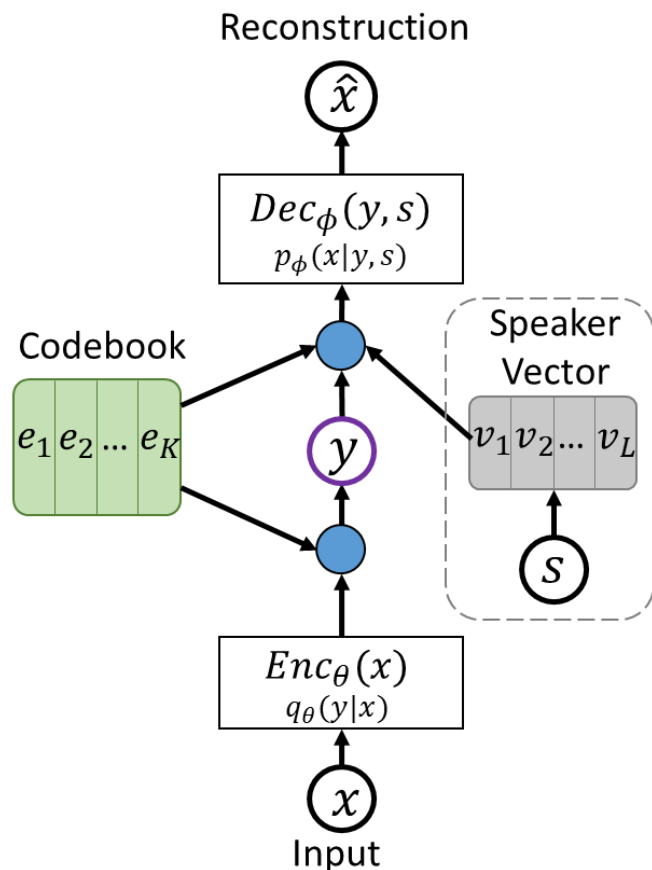 Reconstruction
x̂
Dec_ϕ(y, s)
p_ϕ(x|y, s)
Speaker
Vector
Codebook
e_1 e_2 ... e_K
y
v_1 v_2 ... v_L
s
Enc_θ(x)
q_θ(y|x)
x
Input